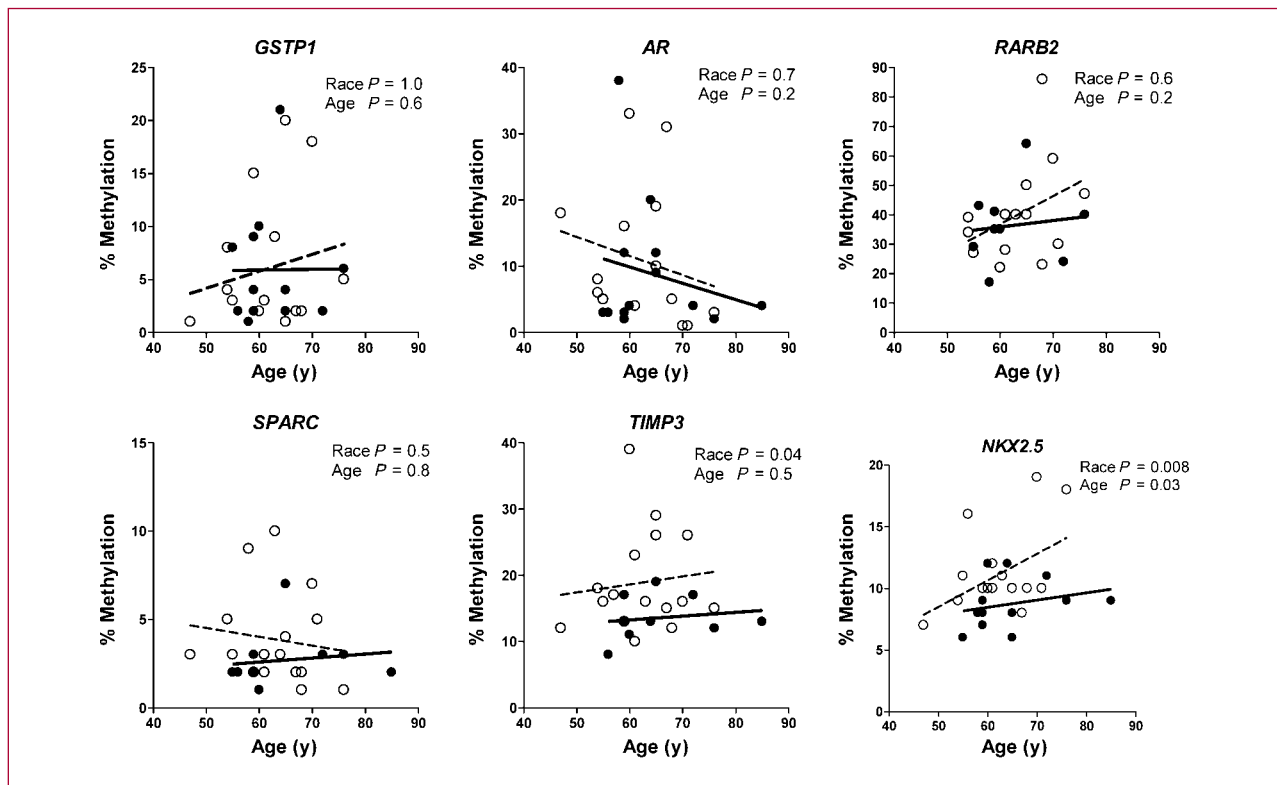 GSTP1
Race P = 1.0
Age P = 0.6
25
20
15
10
5
0
% Methylation
40 50 60 70 80 90
Age (y)
AR
Race P = 0.7
Age P = 0.2
40
30
20
10
0
% Methylation
40 50 60 70 80 90
Age (y)
RARB2
Race P = 0.6
Age P = 0.2
90
80
70
60
50
40
30
20
10
0
% Methylation
40 50 60 70 80 90
Age (y)
SPARC
Race P = 0.5
Age P = 0.8
15
10
5
0
% Methylation
40 50 60 70 80 90
Age (y)
TIMP3
Race P = 0.04
Age P = 0.5
40
30
20
10
0
% Methylation
40 50 60 70 80 90
Age (y)
NKX2.5
Race P = 0.008
Age P = 0.03
20
15
10
5
0
% Methylation
40 50 60 70 80 90
Age (y)